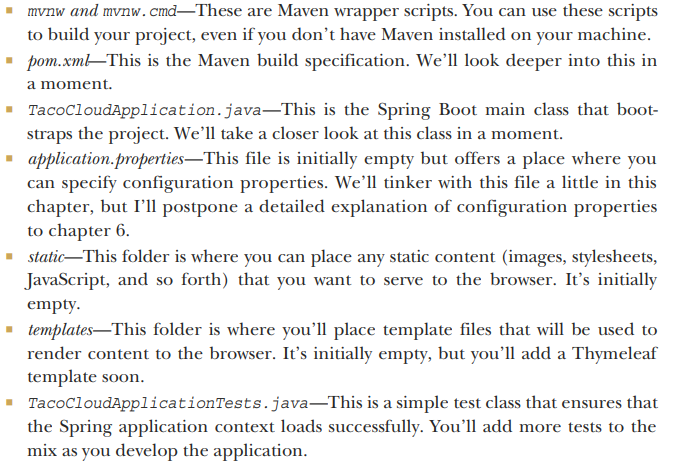 ▪ mvnw and mvnw.cmd—These are Maven wrapper scripts. You can use these scripts
to build your project, even if you don’t have Maven installed on your machine.
▪ pom.xml—This is the Maven build specification. We’ll look deeper into this in
a moment.
▪ TacoCloudApplication.java—This is the Spring Boot main class that boot-
straps the project. We’ll take a closer look at this class in a moment.
▪ application.properties—This file is initially empty but offers a place where you
can specify configuration properties. We’ll tinker with this file a little in this
chapter, but I’ll postpone a detailed explanation of configuration properties
to chapter 6.
▪ static—This folder is where you can place any static content (images, stylesheets,
JavaScript, and so forth) that you want to serve to the browser. It’s initially
empty.
▪ templates—This folder is where you’ll place template files that will be used to
render content to the browser. It’s initially empty, but you’ll add a Thymeleaf
template soon.
▪ TacoCloudApplicationTests.java—This is a simple test class that ensures that
the Spring application context loads successfully. You’ll add more tests to the
mix as you develop the application.